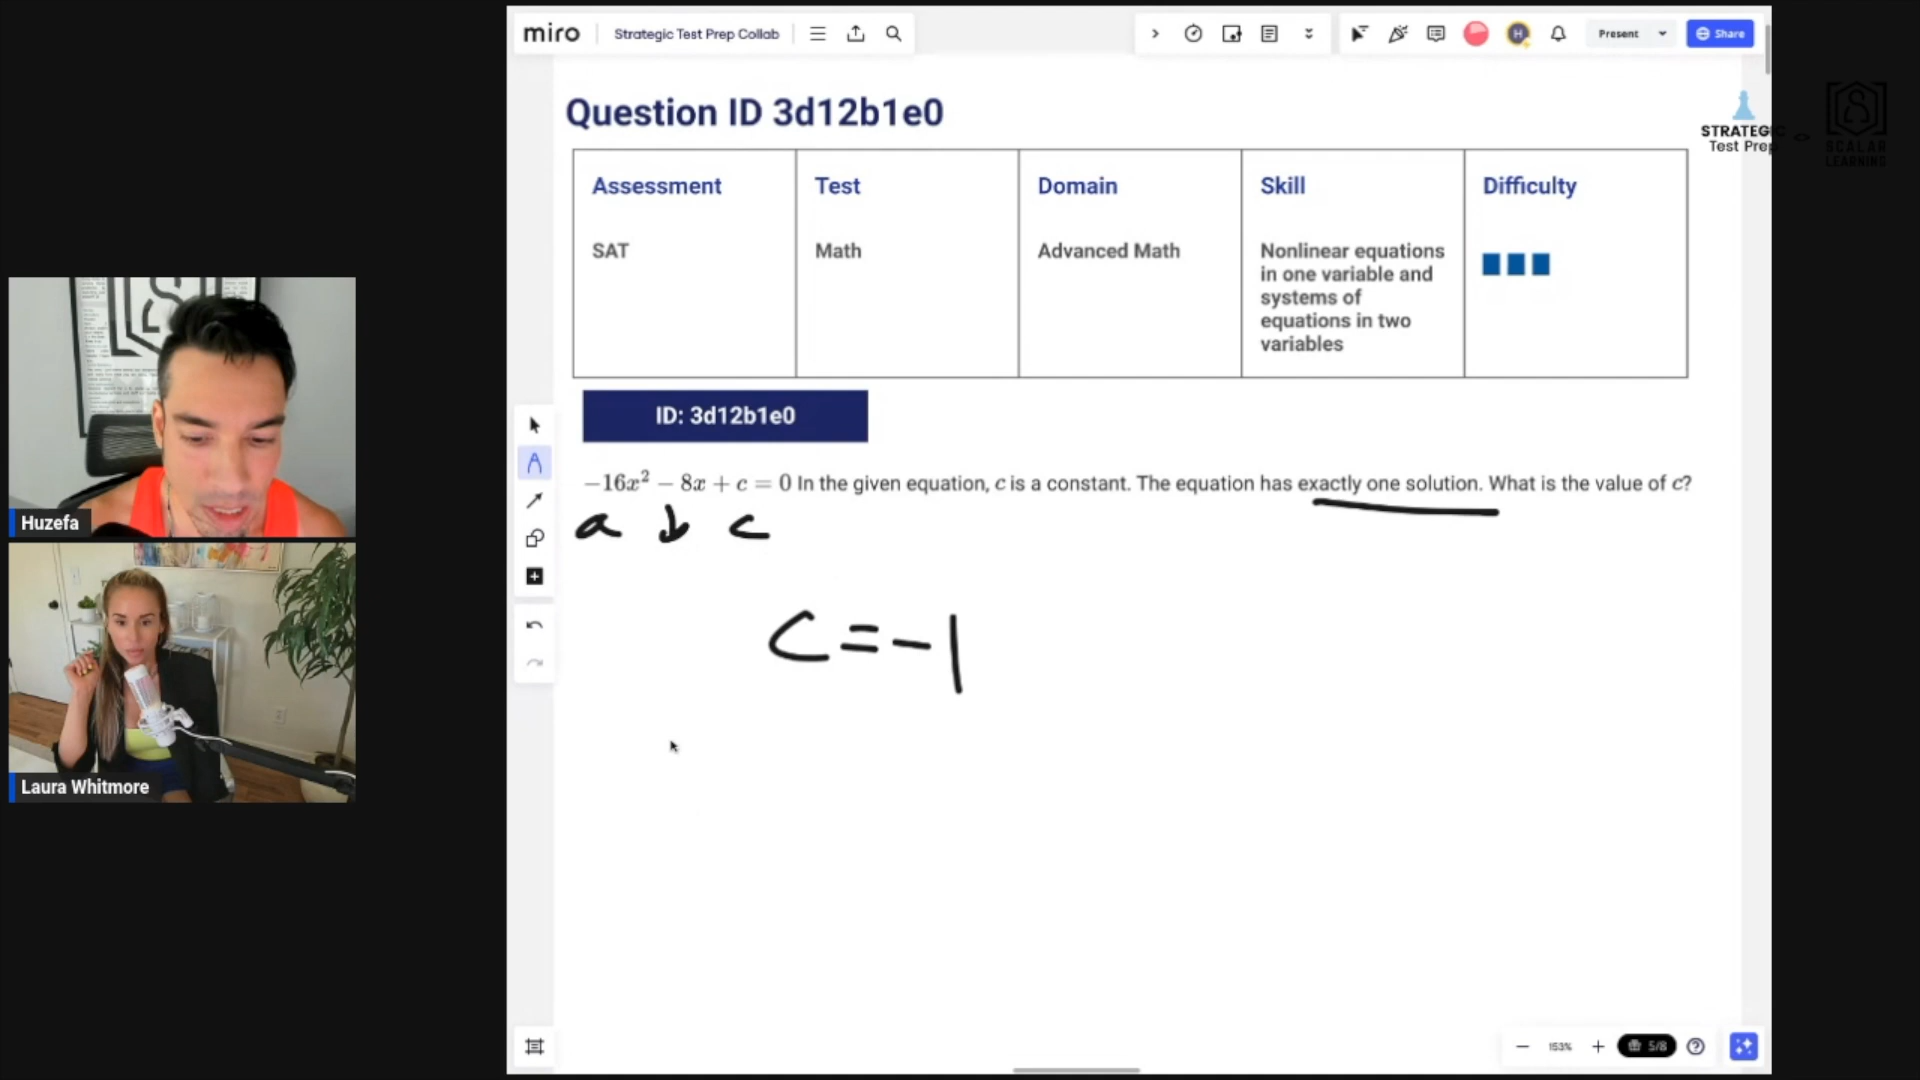 miro
Strategic Test Prep Collab
H
Present
Share
Question ID 3d12b1e0
STRATEGIC
Test Prep
SCALAR
LEARNING
Assessment
Test
Domain
Skill
Difficulty
SAT
Math
Advanced Math
Nonlinear equations
in one variable and
systems of
equations in two
variables
ID: 3d12b1e0
−16x² − 8x + c = 0 In the given equation, c is a constant. The equation has exactly one solution. What is the value of c?
a b c
C = -1
Huzefa
Laura Whitmore
153%
5/8